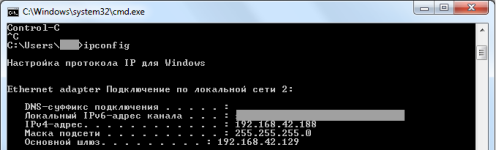 C:\Windows\system32\cmd.exe
Control-C
^C
C:\Users\ >ipconfig
Настройка протокола IP для Windows
Ethernet adapter Подключение по локальной сети 2:
DNS-суффикс подключения . . . . . :
Локальный IPv6-адрес канала . . . :
IPv4-адрес. . . . . . . . . . . . : 192.168.42.188
Маска подсети . . . . . . . . . . : 255.255.255.0
Основной шлюз. . . . . . . . . : 192.168.42.129